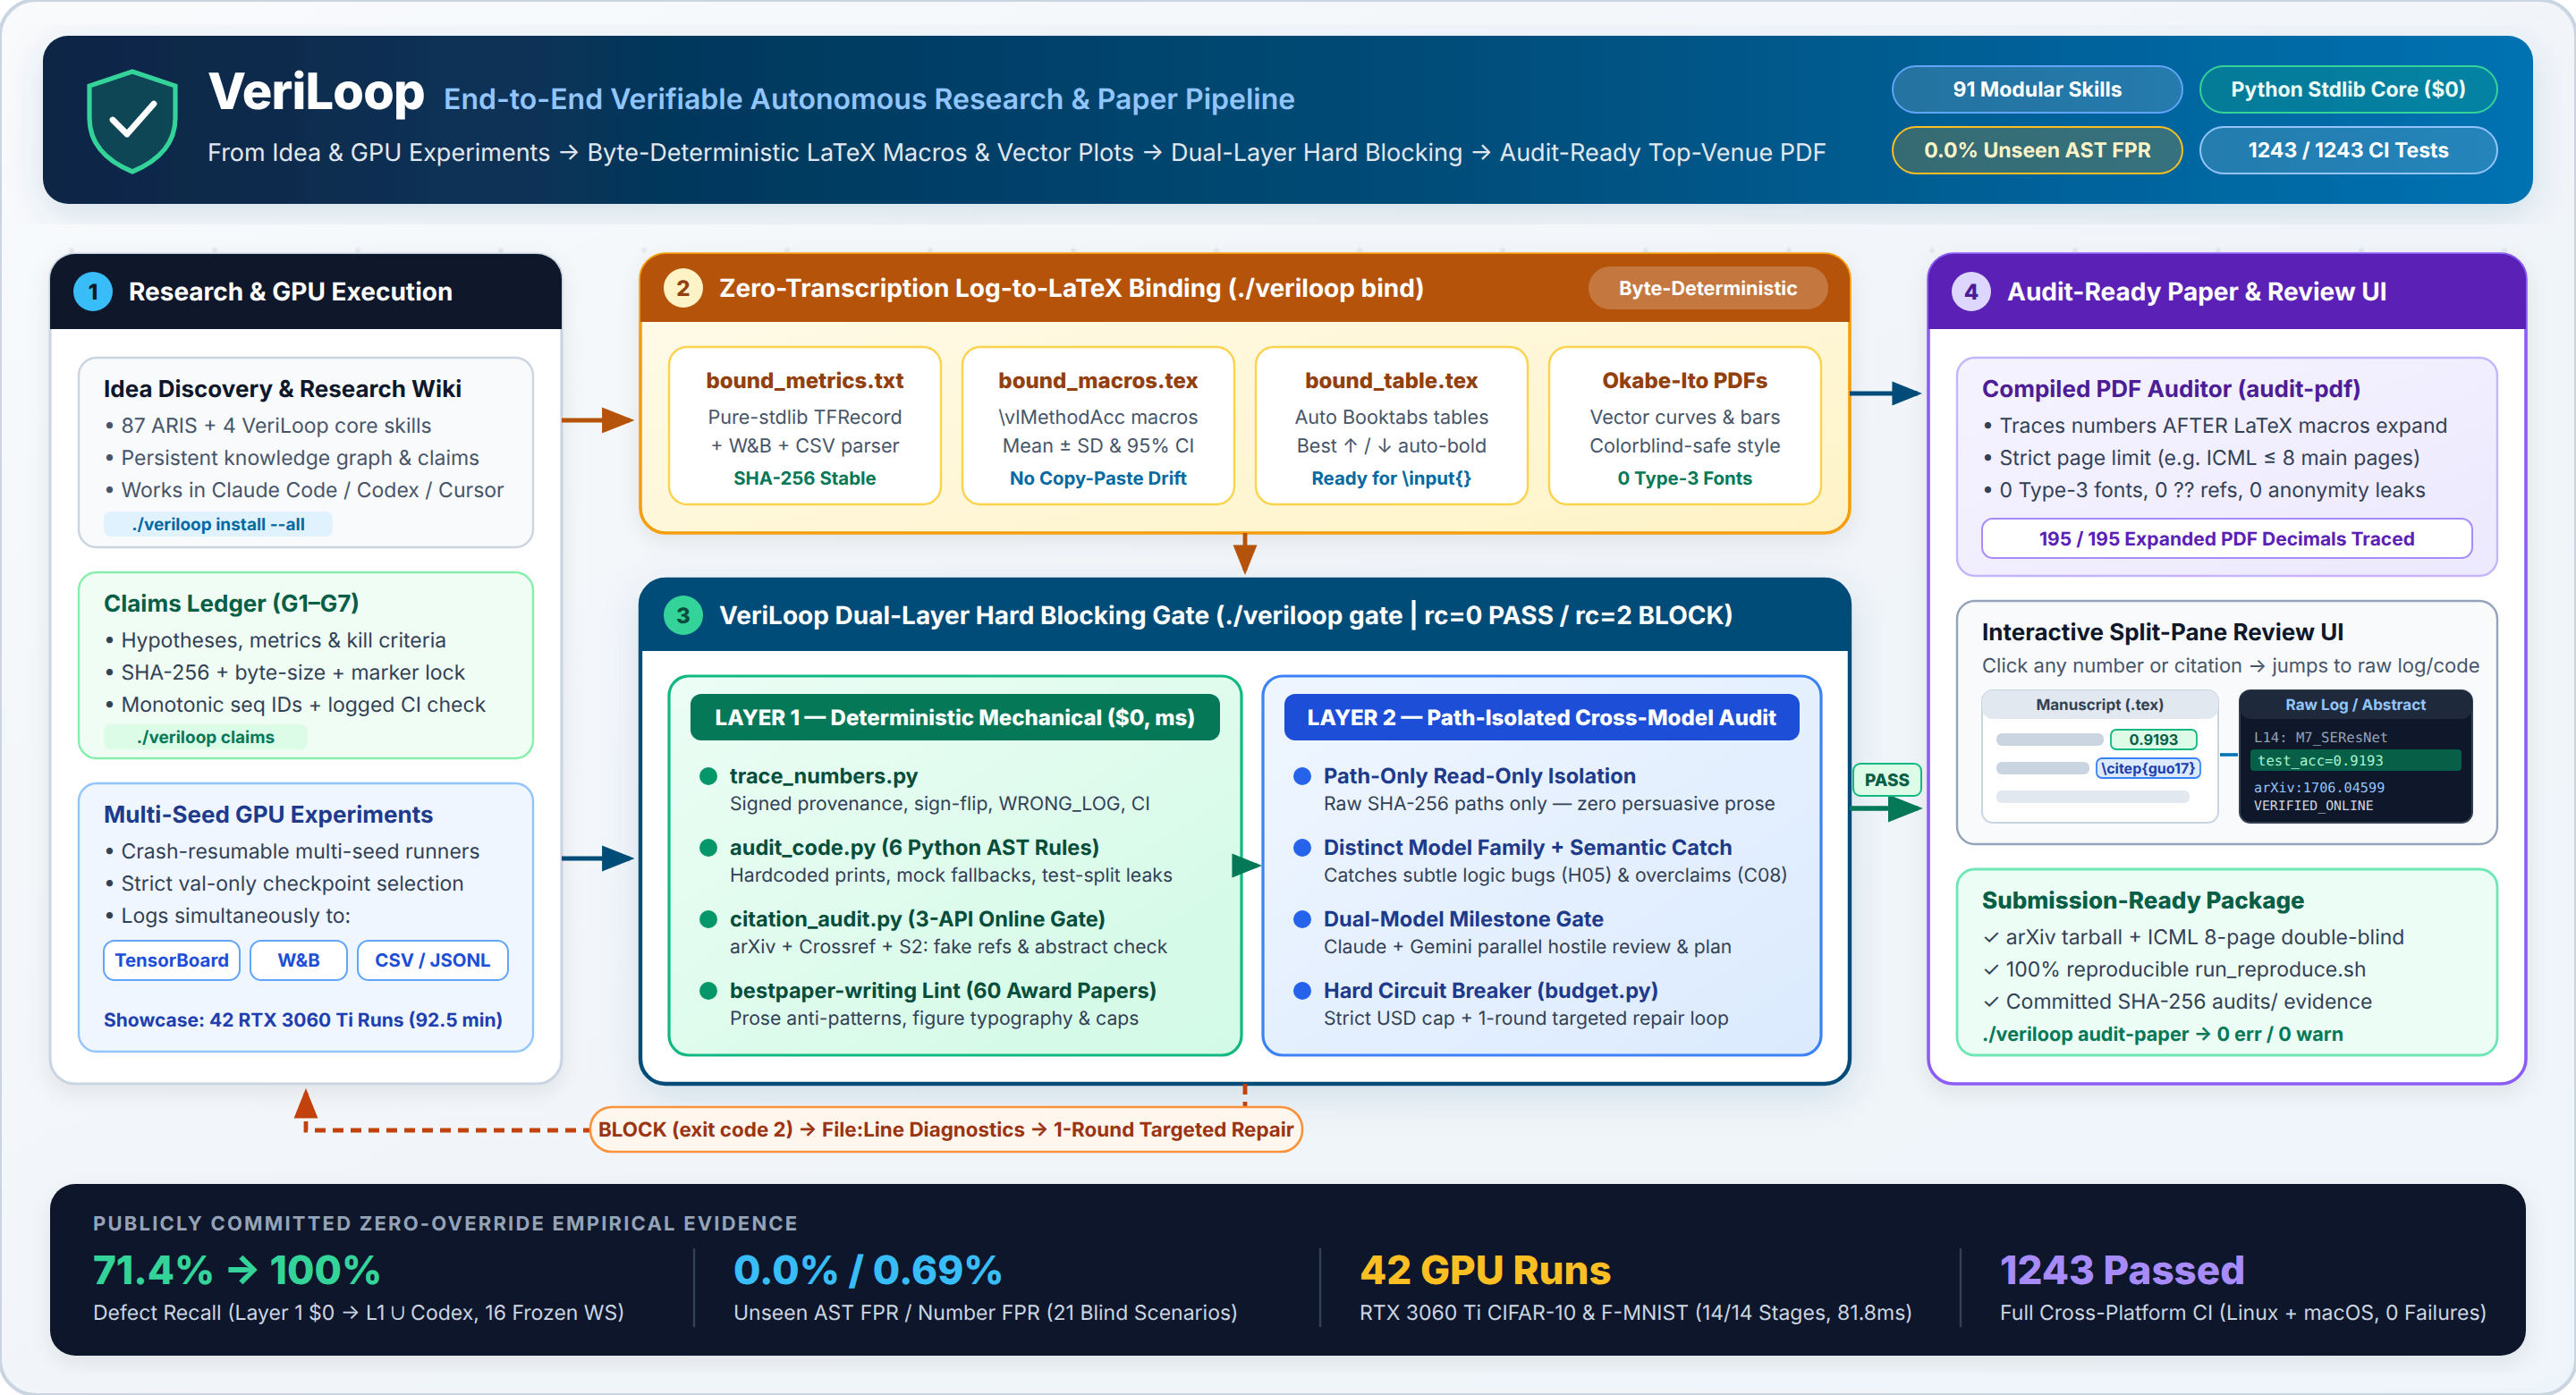 VeriLoop End-to-End Verifiable Autonomous Research & Paper Pipeline
From Idea & GPU Experiments → Byte-Deterministic LaTeX Macros & Vector Plots → Dual-Layer Hard Blocking → Audit-Ready Top-Venue PDF
91 Modular Skills
Python Stdlib Core ($0)
0.0% Unseen AST FPR
1243 / 1243 CI Tests
1 Research & GPU Execution
Idea Discovery & Research Wiki
• 87 ARIS + 4 VeriLoop core skills
• Persistent knowledge graph & claims
• Works in Claude Code / Codex / Cursor
./veriloop install --all
Claims Ledger (G1–G7)
• Hypotheses, metrics & kill criteria
• SHA-256 + byte-size + marker lock
• Monotonic seq IDs + logged CI check
./veriloop claims
Multi-Seed GPU Experiments
• Crash-resumable multi-seed runners
• Strict val-only checkpoint selection
• Logs simultaneously to:
TensorBoard
W&B
CSV / JSONL
Showcase: 42 RTX 3060 Ti Runs (92.5 min)
2 Zero-Transcription Log-to-LaTeX Binding (./veriloop bind)
Byte-Deterministic
bound_metrics.txt
Pure-stdlib TFRecord
+ W&B + CSV parser
SHA-256 Stable
bound_macros.tex
\vlMethodAcc macros
Mean ± SD & 95% CI
No Copy-Paste Drift
bound_table.tex
Auto Booktabs tables
Best ↑ / ↓ auto-bold
Ready for \input{}
Okabe-Ito PDFs
Vector curves & bars
Colorblind-safe style
0 Type-3 Fonts
3 VeriLoop Dual-Layer Hard Blocking Gate (./veriloop gate | rc=0 PASS / rc=2 BLOCK)
LAYER 1 — Deterministic Mechanical ($0, ms)
trace_numbers.py
Signed provenance, sign-flip, WRONG_LOG, CI
audit_code.py (6 Python AST Rules)
Hardcoded prints, mock fallbacks, test-split leaks
citation_audit.py (3-API Online Gate)
arXiv + Crossref + S2: fake refs & abstract check
bestpaper-writing Lint (60 Award Papers)
Prose anti-patterns, figure typography & caps
LAYER 2 — Path-Isolated Cross-Model Audit
Path-Only Read-Only Isolation
Raw SHA-256 paths only — zero persuasive prose
Distinct Model Family + Semantic Catch
Catches subtle logic bugs (H05) & overclaims (C08)
Dual-Model Milestone Gate
Claude + Gemini parallel hostile review & plan
Hard Circuit Breaker (budget.py)
Strict USD cap + 1-round targeted repair loop
PASS
4 Audit-Ready Paper & Review UI
Compiled PDF Auditor (audit-pdf)
• Traces numbers AFTER LaTeX macros expand
• Strict page limit (e.g. ICML ≤ 8 main pages)
• 0 Type-3 fonts, 0 ?? refs, 0 anonymity leaks
195 / 195 Expanded PDF Decimals Traced
Interactive Split-Pane Review UI
Click any number or citation → jumps to raw log/code
Manuscript (.tex)
0.9193
\citep{guo17}
Raw Log / Abstract
L14: M7_SEResNet
test_acc=0.9193
arXiv:1706.04599
VERIFIED_ONLINE
Submission-Ready Package
✓ arXiv tarball + ICML 8-page double-blind
✓ 100% reproducible run_reproduce.sh
✓ Committed SHA-256 audits/ evidence
./veriloop audit-paper → 0 err / 0 warn
BLOCK (exit code 2) → File:Line Diagnostics → 1-Round Targeted Repair
PUBLICLY COMMITTED ZERO-OVERRIDE EMPIRICAL EVIDENCE
71.4% → 100%
Defect Recall (Layer 1 $0 → L1 ∪ Codex, 16 Frozen WS)
0.0% / 0.69%
Unseen AST FPR / Number FPR (21 Blind Scenarios)
42 GPU Runs
RTX 3060 Ti CIFAR-10 & F-MNIST (14/14 Stages, 81.8ms)
1243 Passed
Full Cross-Platform CI (Linux + macOS, 0 Failures)